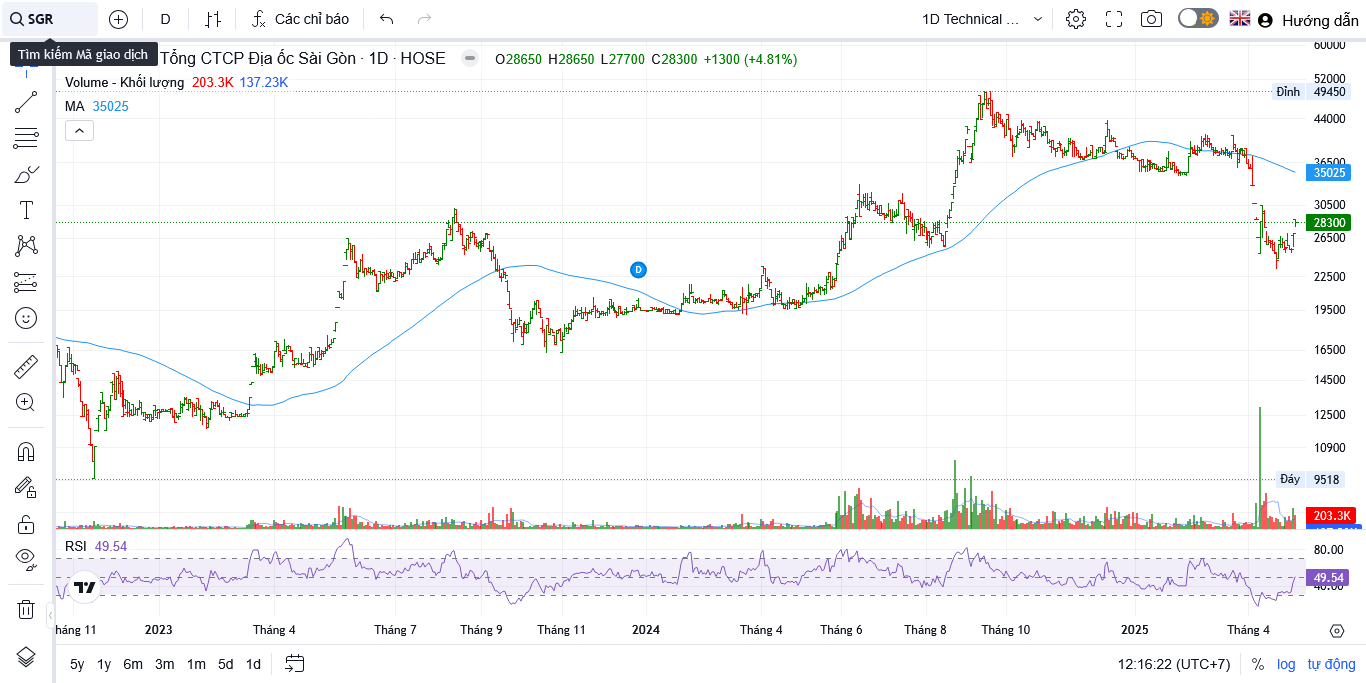 SGR
D
Các chỉ báo
1D Technical ...
Hướng dẫn
Tìm kiếm Mã giao dịch
Tổng CTCP Địa ốc Sài Gòn · 1D · HOSE
O28650 H28650 L27700 C28300 +1300 (+4.81%)
Volume - Khối lượng 203.3K 137.23K
MA 35025
60000
52000
Đỉnh 49450
44000
36500
35025
30500
28300
26500
D
22500
19500
16500
14500
12500
10900
Đáy 9518
203.3K
RSI 49.54
80.00
49.54
40.00
háng 11 2023 Tháng 4 Tháng 7 Tháng 9 Tháng 11 2024 Tháng 4 Tháng 6 Tháng 8 Tháng 10 2025 Tháng 4
5y 1y 6m 3m 1m 5d 1d
12:16:22 (UTC+7) % log tự động